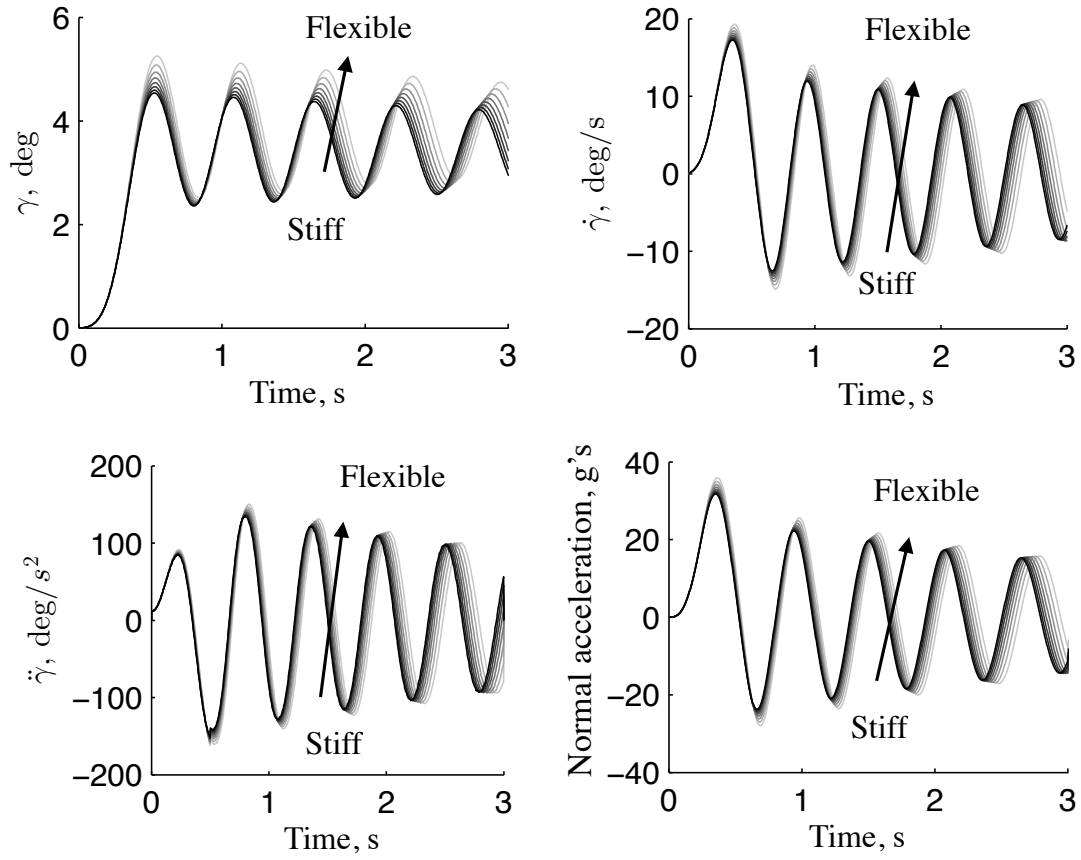 6
4
2
0
γ, deg
Flexible
Stiff
0 1 2 3
Time, s
20
10
0
−10
−20
γ̇, deg/s
Flexible
Stiff
0 1 2 3
Time, s
200
100
0
−100
−200
γ̈, deg/s²
Flexible
Stiff
0 1 2 3
Time, s
40
20
0
−20
−40
Normal acceleration, g's
Flexible
Stiff
0 1 2 3
Time, s